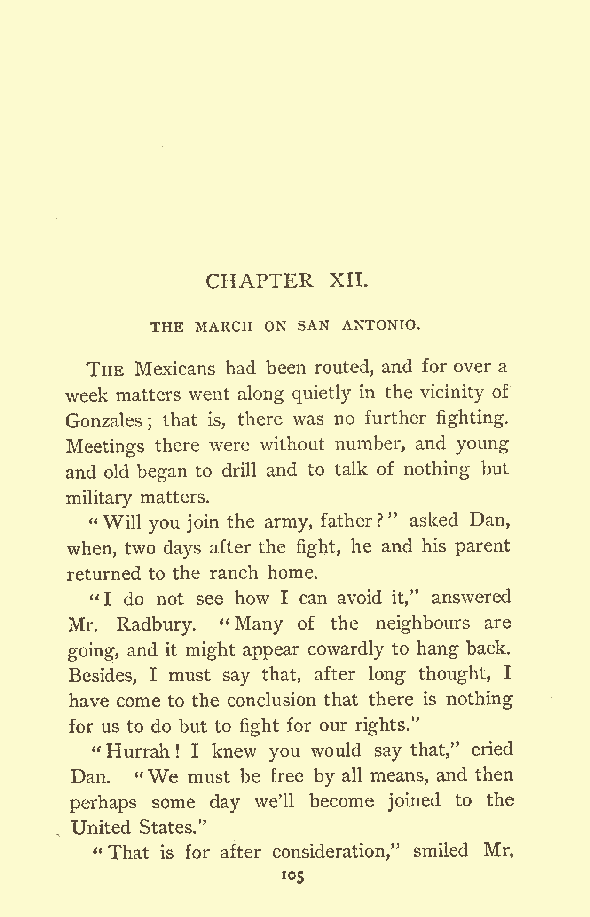 CHAPTER XII.
THE MARCH ON SAN ANTONIO.
THE Mexicans had been routed, and for over a
week matters went along quietly in the vicinity of
Gonzales; that is, there was no further fighting.
Meetings there were without number, and young
and old began to drill and to talk of nothing but
military matters.
"Will you join the army, father?" asked Dan,
when, two days after the fight, he and his parent
returned to the ranch home.
"I do not see how I can avoid it," answered
Mr. Radbury. "Many of the neighbours are
going, and it might appear cowardly to hang back.
Besides, I must say that, after long thought, I
have come to the conclusion that there is nothing
for us to do but to fight for our rights."
"Hurrah! I knew you would say that," cried
Dan. "We must be free by all means, and then
perhaps some day we'll become joined to the
United States."
"That is for after consideration," smiled Mr.
105